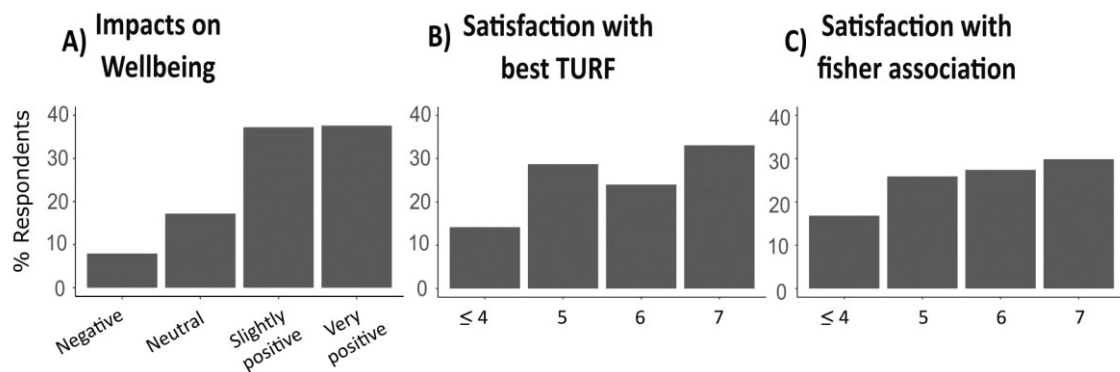 A) Impacts on
Wellbeing
% Respondents
40
30
20
10
0
Negative
Neutral
Slightly
positive
Very
positive
B) Satisfaction with
best TURF
40
30
20
10
0
≤ 4
5
6
7
C) Satisfaction with
fisher association
40
30
20
10
0
≤ 4
5
6
7